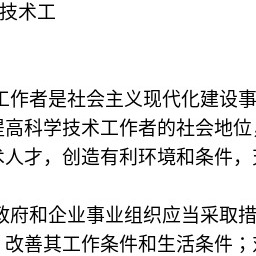 技术工
工作者是社会主义现代化建设事
提高科学技术工作者的社会地位，
术人才，创造有利环境和条件，充
政府和企业事业组织应当采取措
，改善其工作条件和生活条件；对